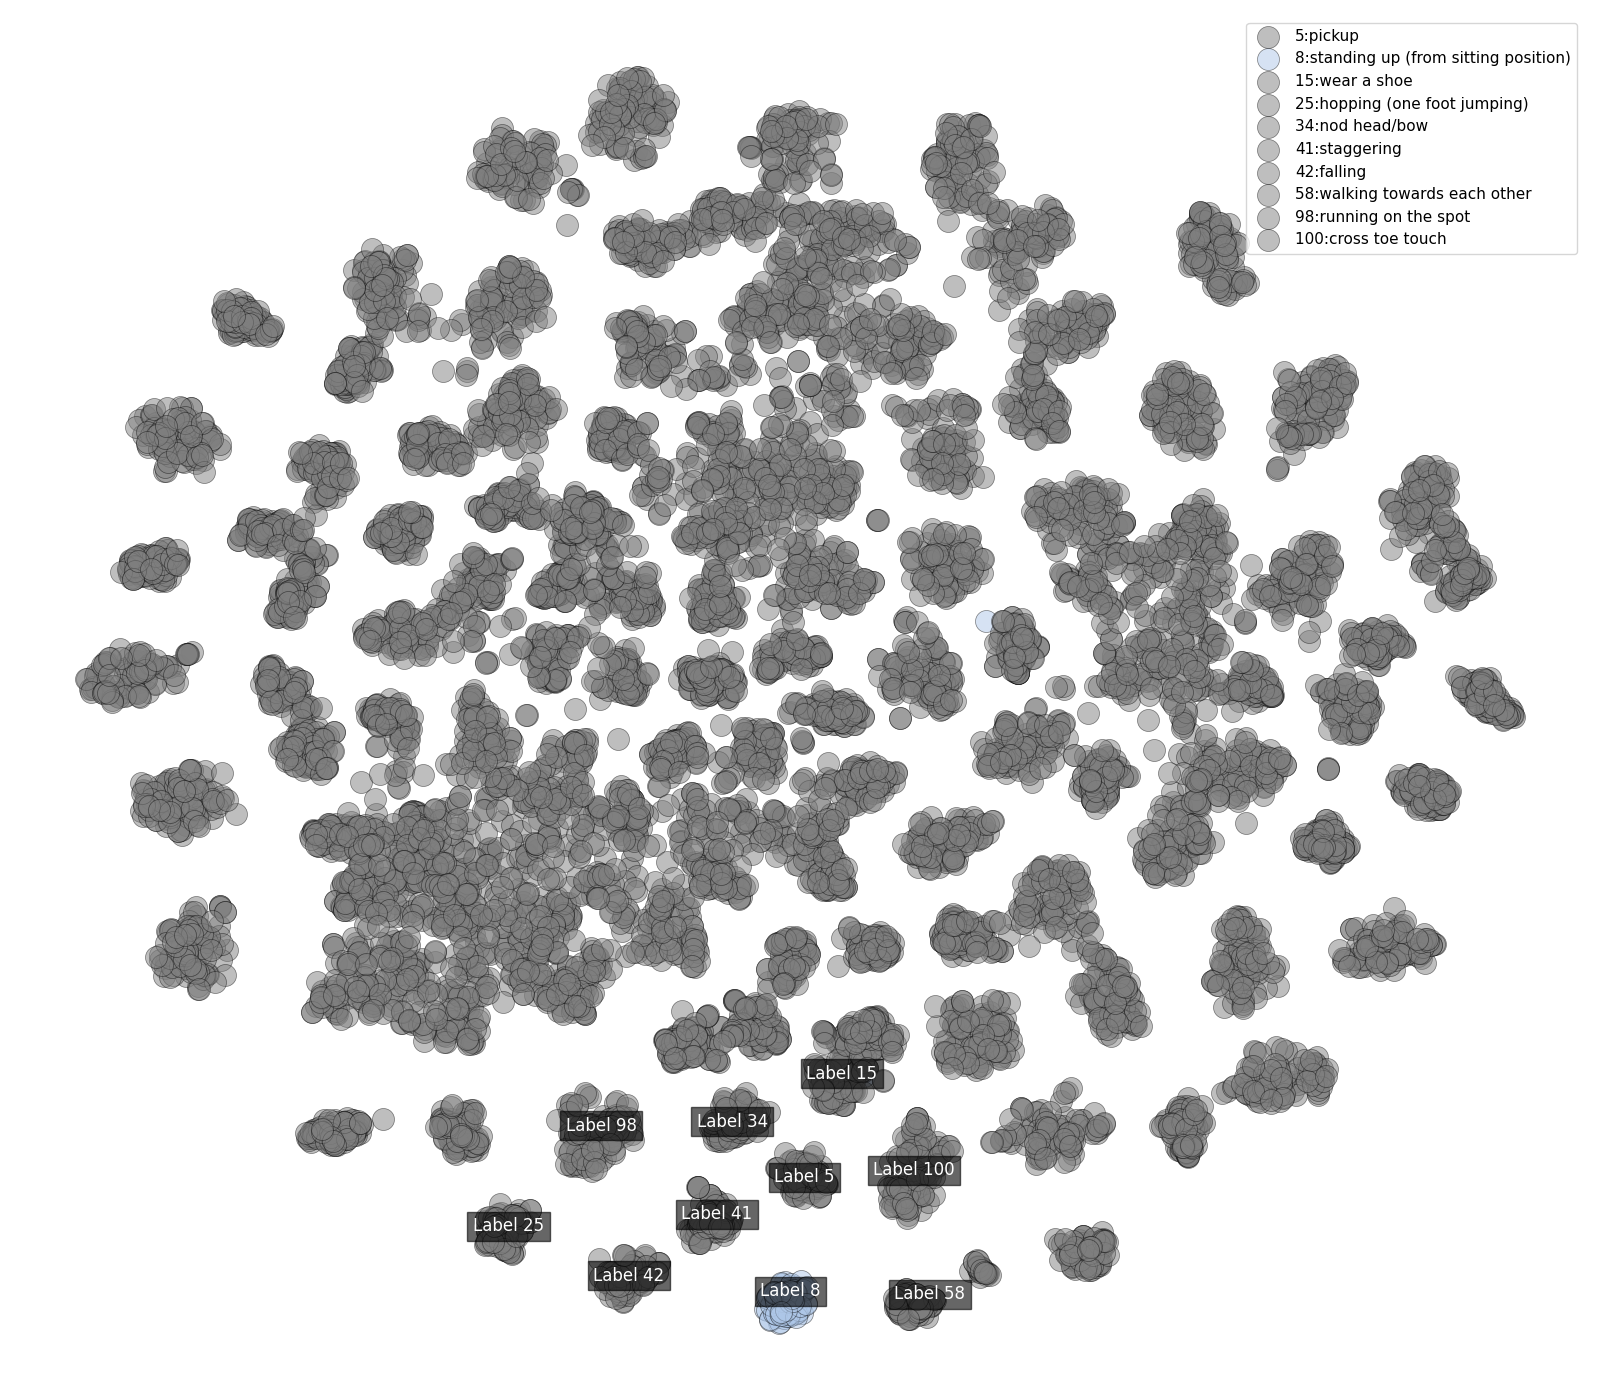 5:pickup
8:standing up (from sitting position)
15:wear a shoe
25:hopping (one foot jumping)
34:nod head/bow
41:staggering
42:falling
58:walking towards each other
98:running on the spot
100:cross toe touch
Label 15
Label 98
Label 34
Label 5
Label 100
Label 41
Label 25
Label 42
Label 8
Label 58